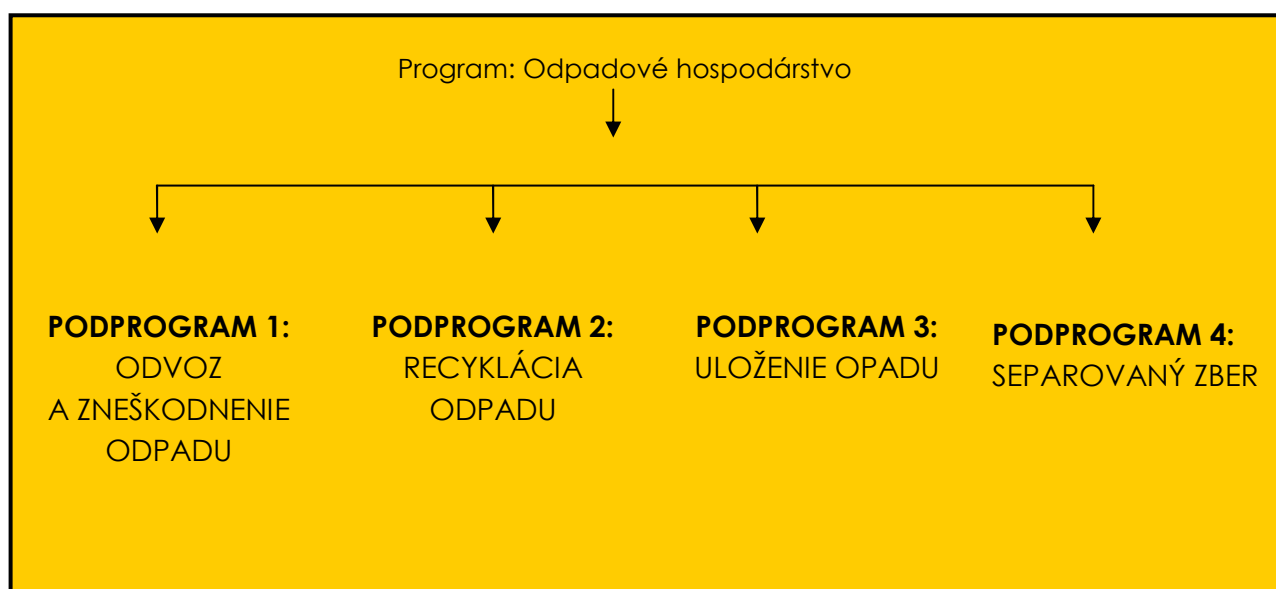 Program: Odpadové hospodárstvo
PODPROGRAM 1:
ODVOZ
A ZNEŠKODNENIE
ODPADU
PODPROGRAM 2:
RECYKLÁCIA
ODPADU
PODPROGRAM 3:
ULOŽENIE OPADU
PODPROGRAM 4:
SEPAROVANÝ ZBER